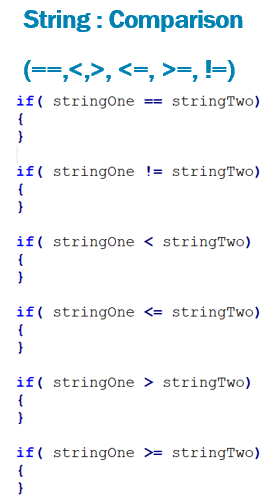 String : Comparison
(==,<,>, <=, >=, !=)
if( stringOne == stringTwo)
{
}
if( stringOne != stringTwo)
{
}
if( stringOne < stringTwo)
{
}
if( stringOne <= stringTwo)
{
}
if( stringOne > stringTwo)
{
}
if( stringOne >= stringTwo)
{
}